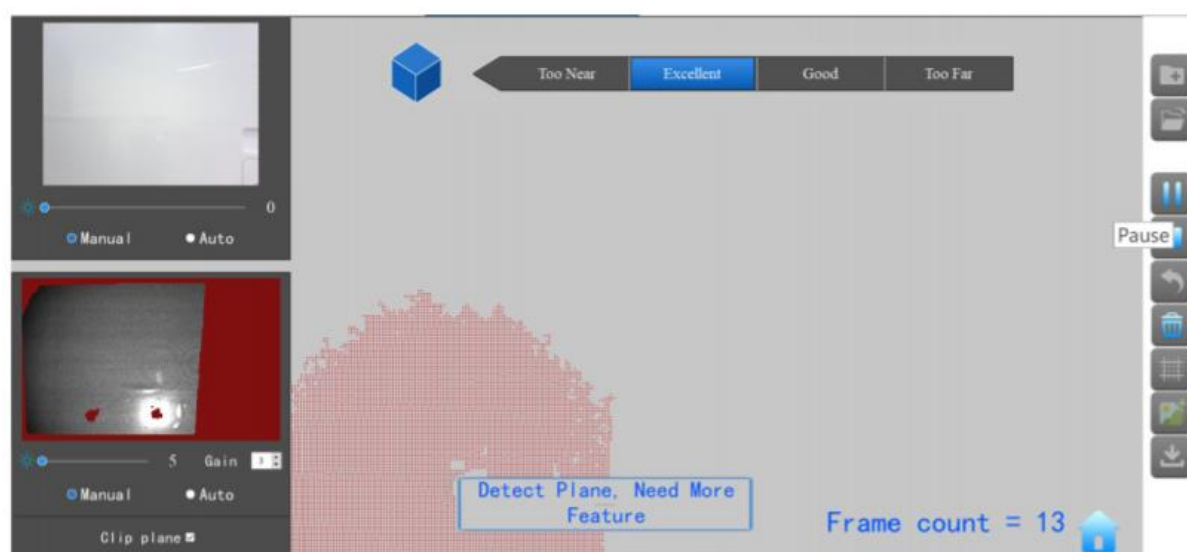 Too Near
Excellent
Good
Too Far
0
Manual
Auto
Pause
5
Gain
3
Manual
Auto
Clip plane
Detect Plane, Need More
Feature
Frame count = 13